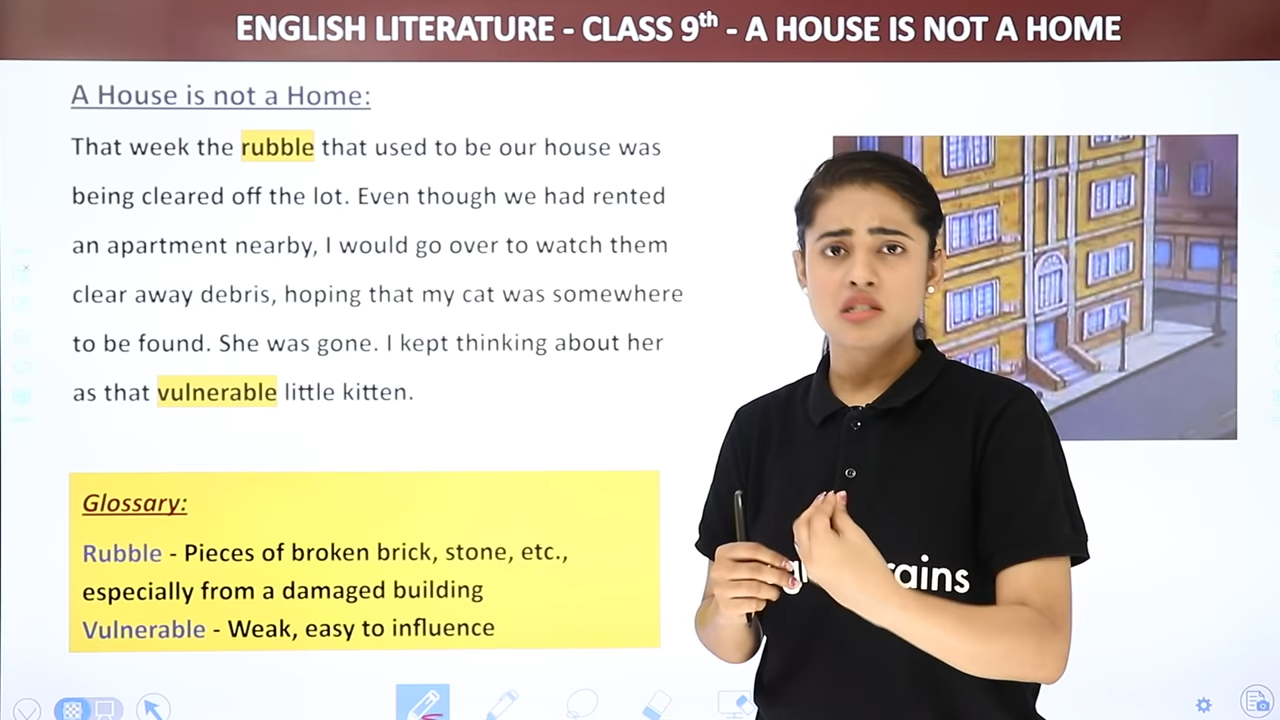 ENGLISH LITERATURE - CLASS 9th - A HOUSE IS NOT A HOME
A House is not a Home:
That week the rubble that used to be our house was
being cleared off the lot. Even though we had rented
an apartment nearby, I would go over to watch them
clear away debris, hoping that my cat was somewhere
to be found. She was gone. I kept thinking about her
as that vulnerable little kitten.
Glossary:
Rubble - Pieces of broken brick, stone, etc.,
especially from a damaged building
Vulnerable - Weak, easy to influence